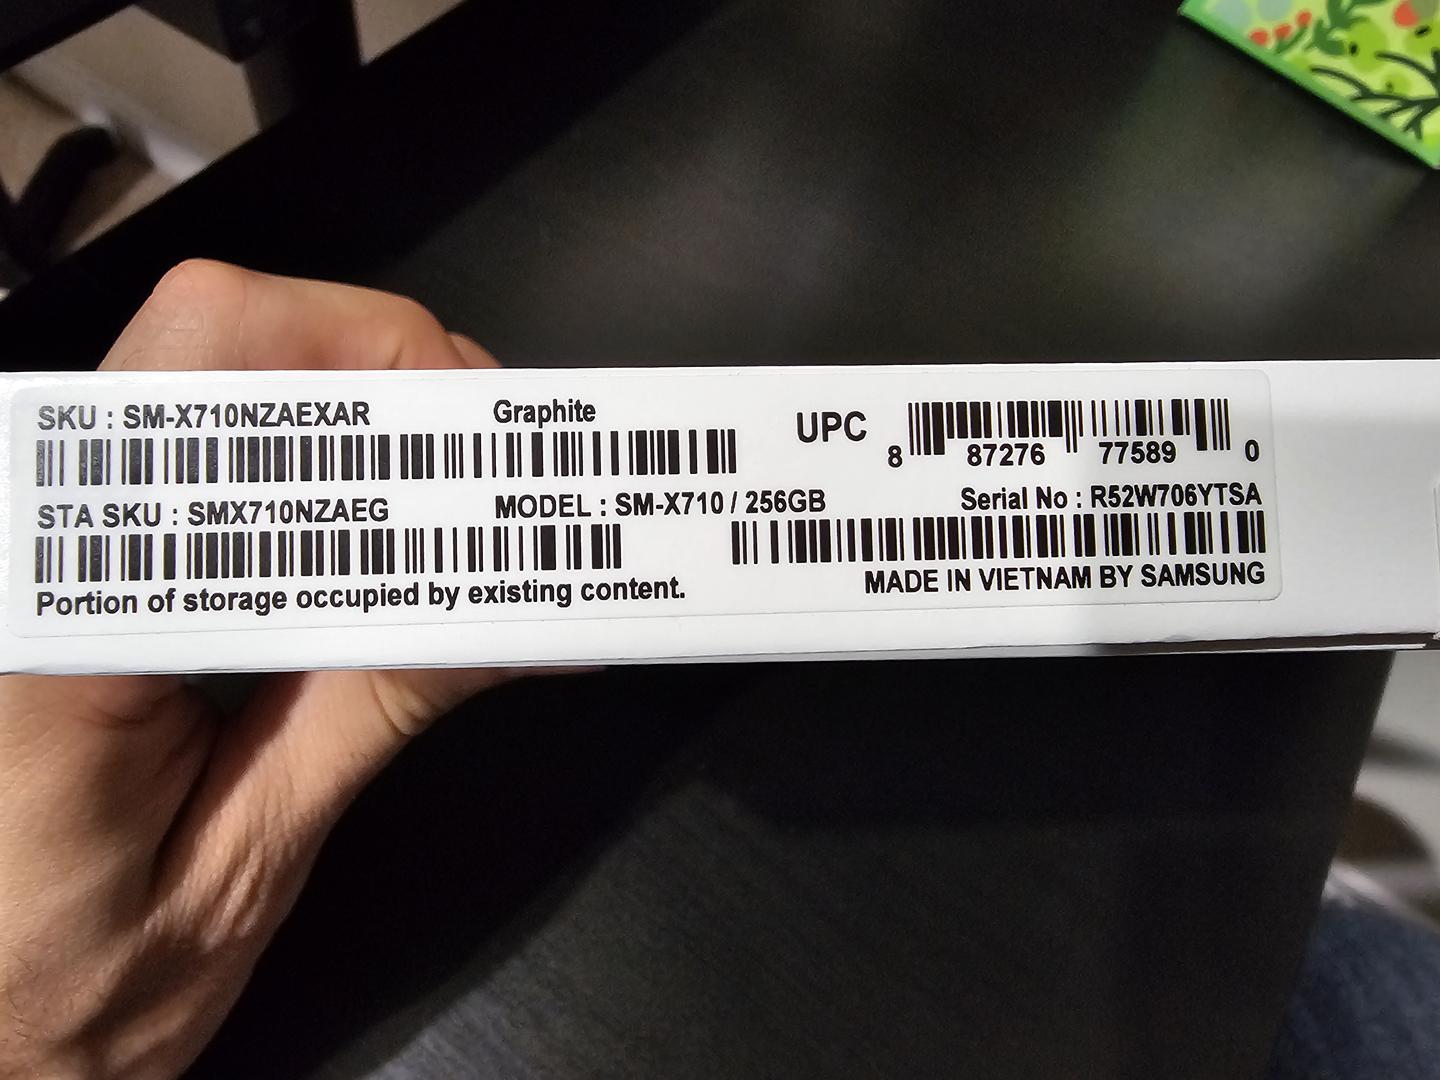 SKU : SM-X710NZAEXAR Graphite
UPC
8 87276 77589 0
STA SKU : SMX710NZAEG MODEL : SM-X710 / 256GB Serial No : R52W706YTSA
Portion of storage occupied by existing content. MADE IN VIETNAM BY SAMSUNG